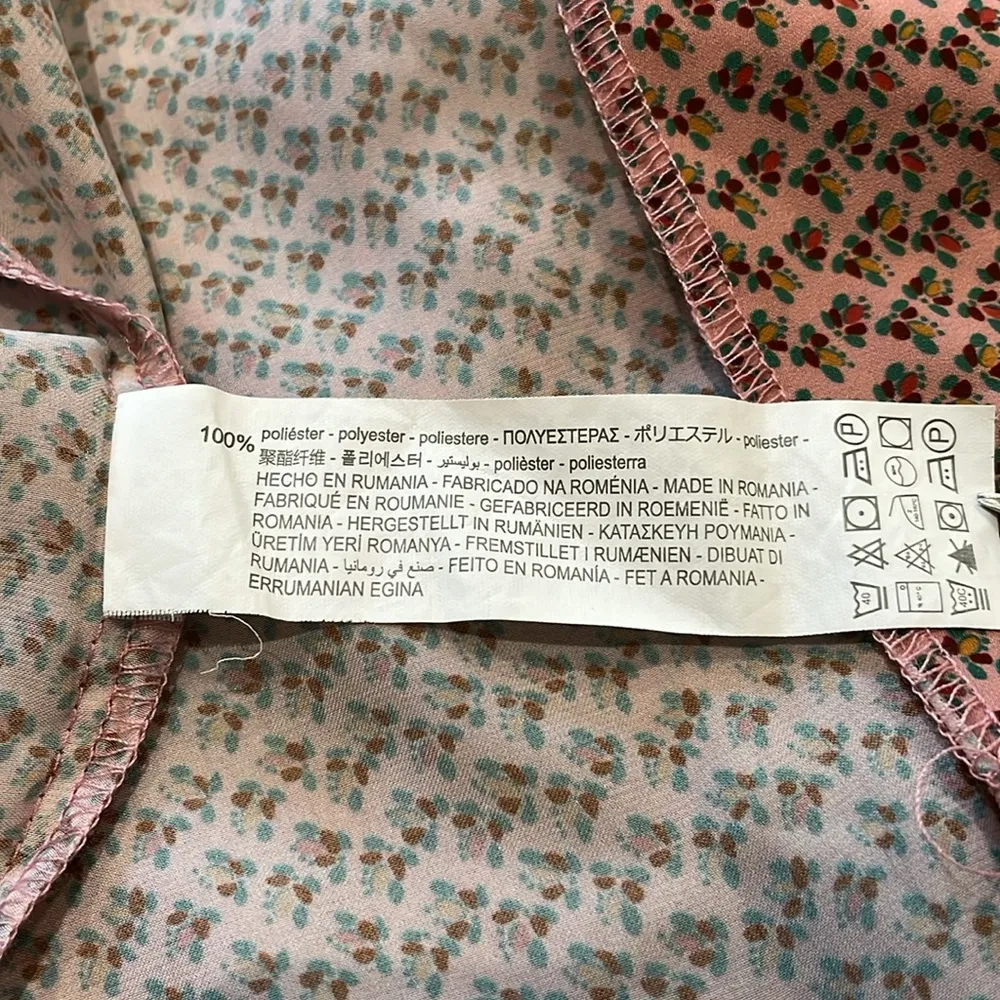 100% poliéster - polyester - poliestere - ΠΟΛΥΕΣΤΕΡΑΣ - ポリエステル - poliester -
聚酯纤维 - 폴리에스터 - بوليستير - polièster - poliesterra
HECHO EN RUMANIA - FABRICADO NA ROMÉNIA - MADE IN ROMANIA -
FABRIQUÉ EN ROUMANIE - GEFABRICEERD IN ROEMENIË - FATTO IN
ROMANIA - HERGESTELLT IN RUMÄNIEN - ΚΑΤΑΣΚΕΥΗ ΡΟΥΜΑΝΙΑ -
ÜRETİM YERİ ROMANYA - FREMSTILLET I RUMÆNIEN - DIBUAT DI
RUMANIA - صنع في رومانيا - FEITO EN ROMANÍA - FET A ROMANIA -
ERRUMANIAN EGINA
P P
40 40C